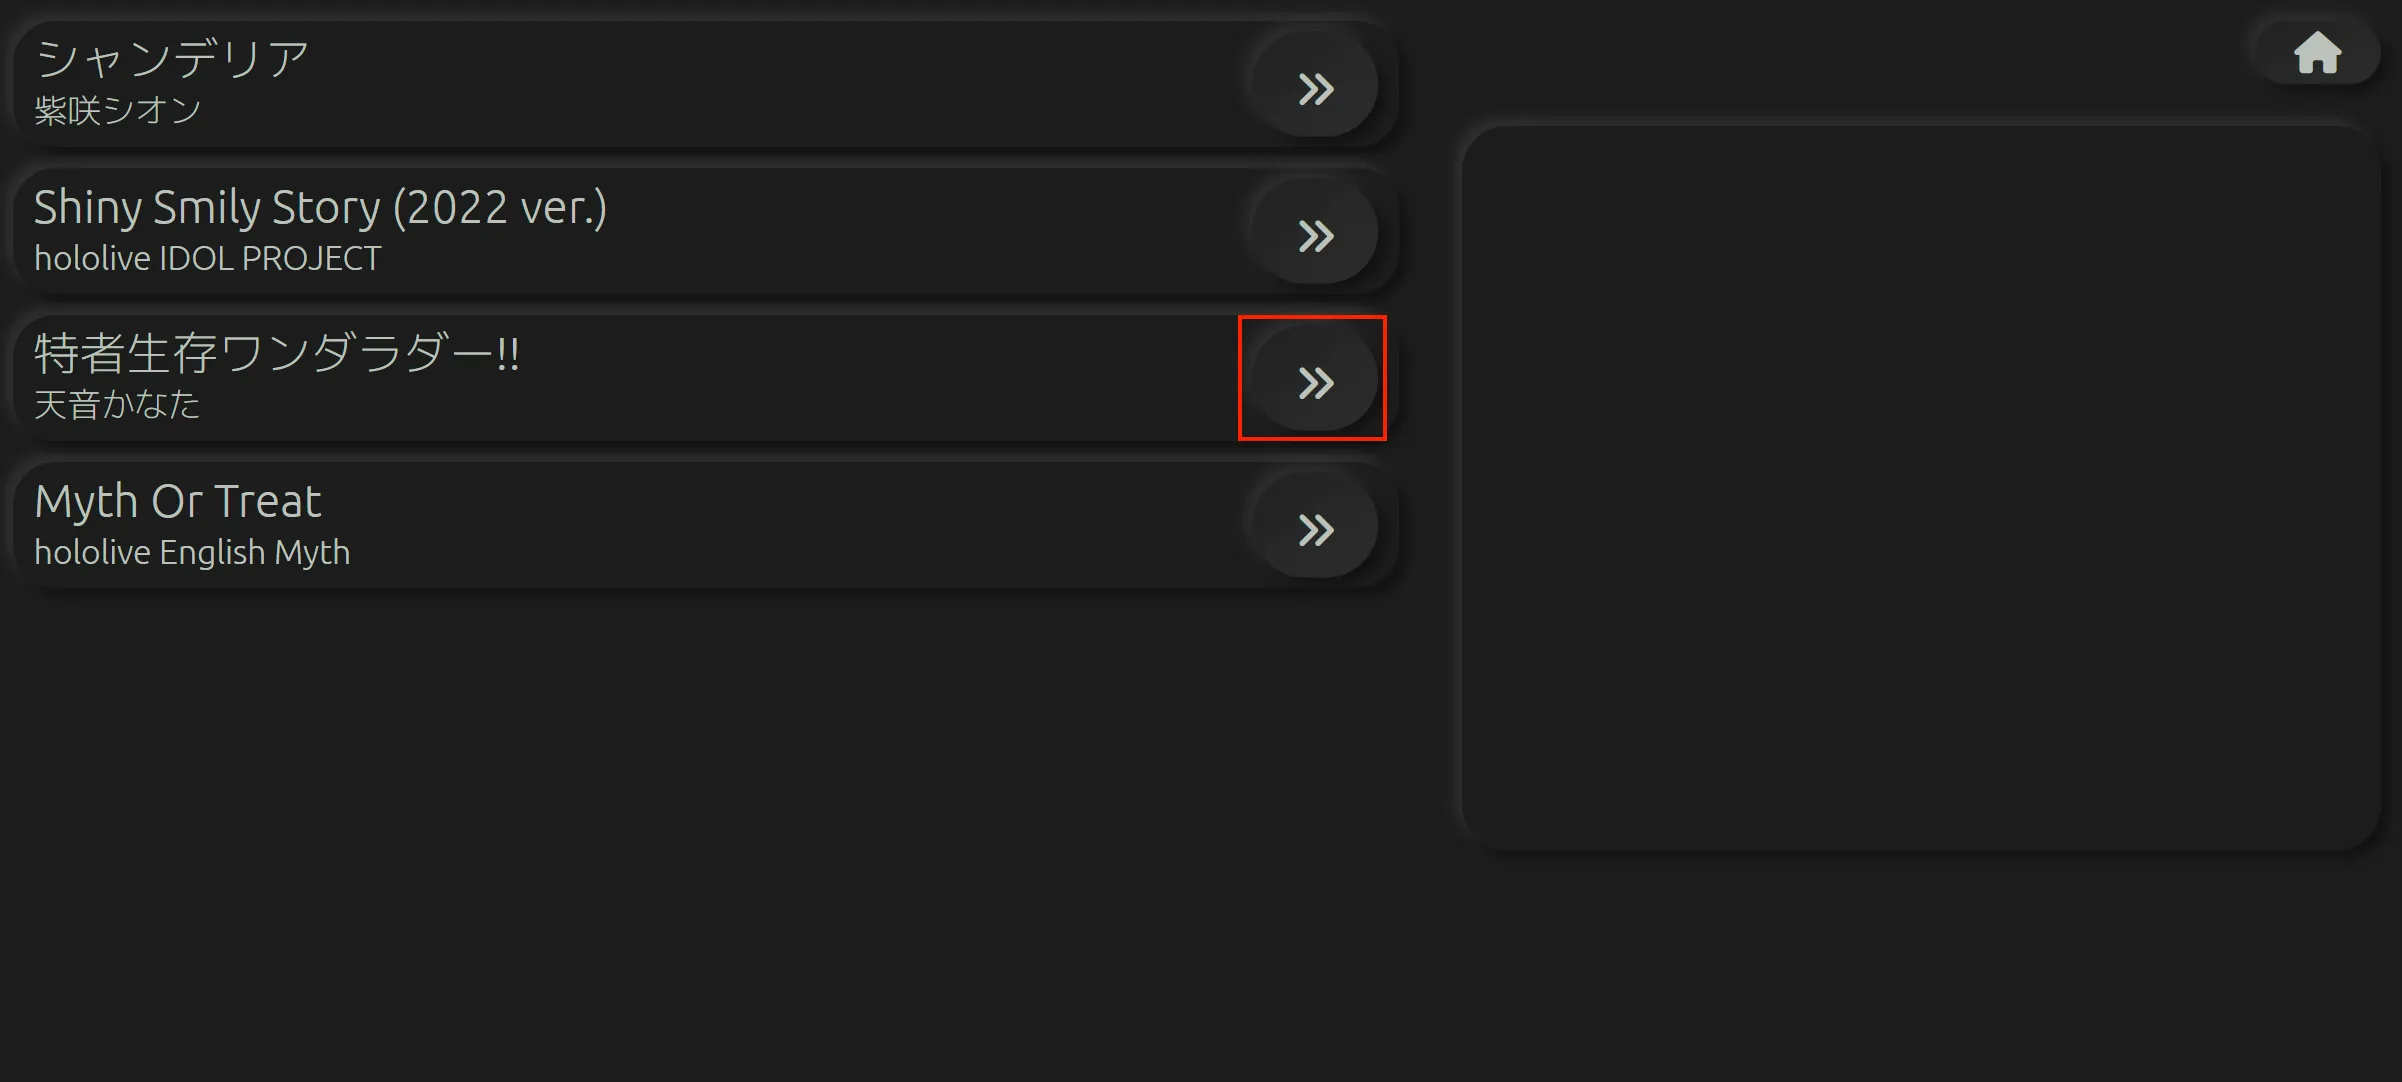 シャンデリア
紫咲シオン
Shiny Smily Story (2022 ver.)
hololive IDOL PROJECT
特者生存ワンダラダー!!
天音かなた
Myth Or Treat
hololive English Myth